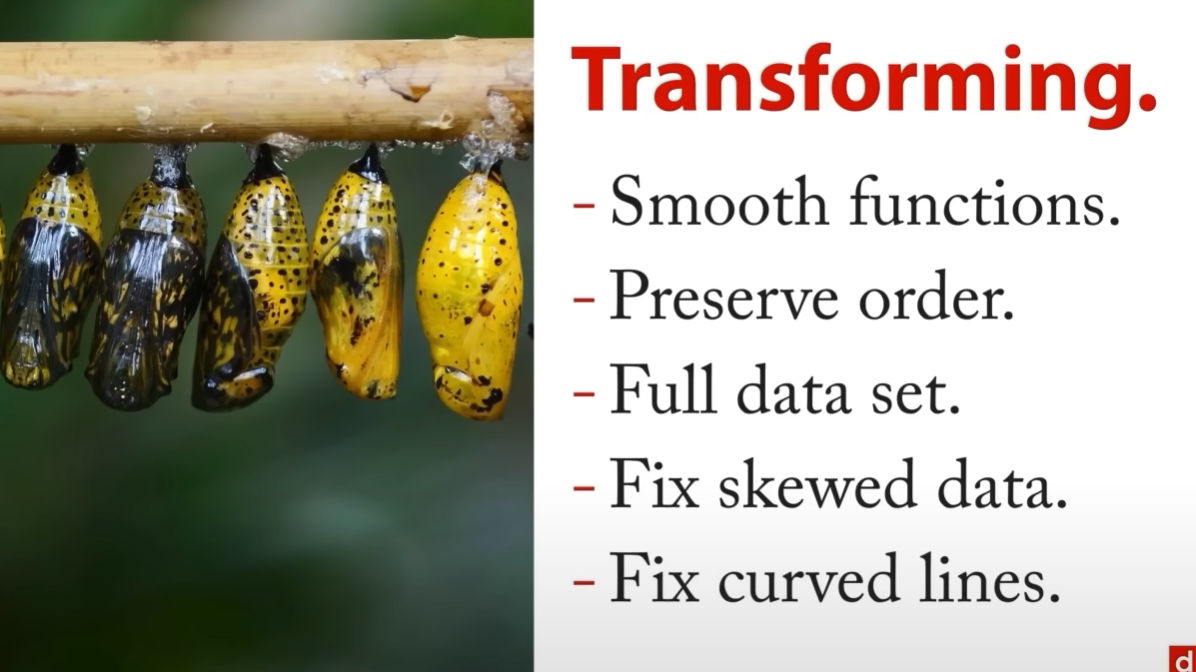 Transforming.
- Smooth functions.
- Preserve order.
- Full data set.
- Fix skewed data.
- Fix curved lines.
d